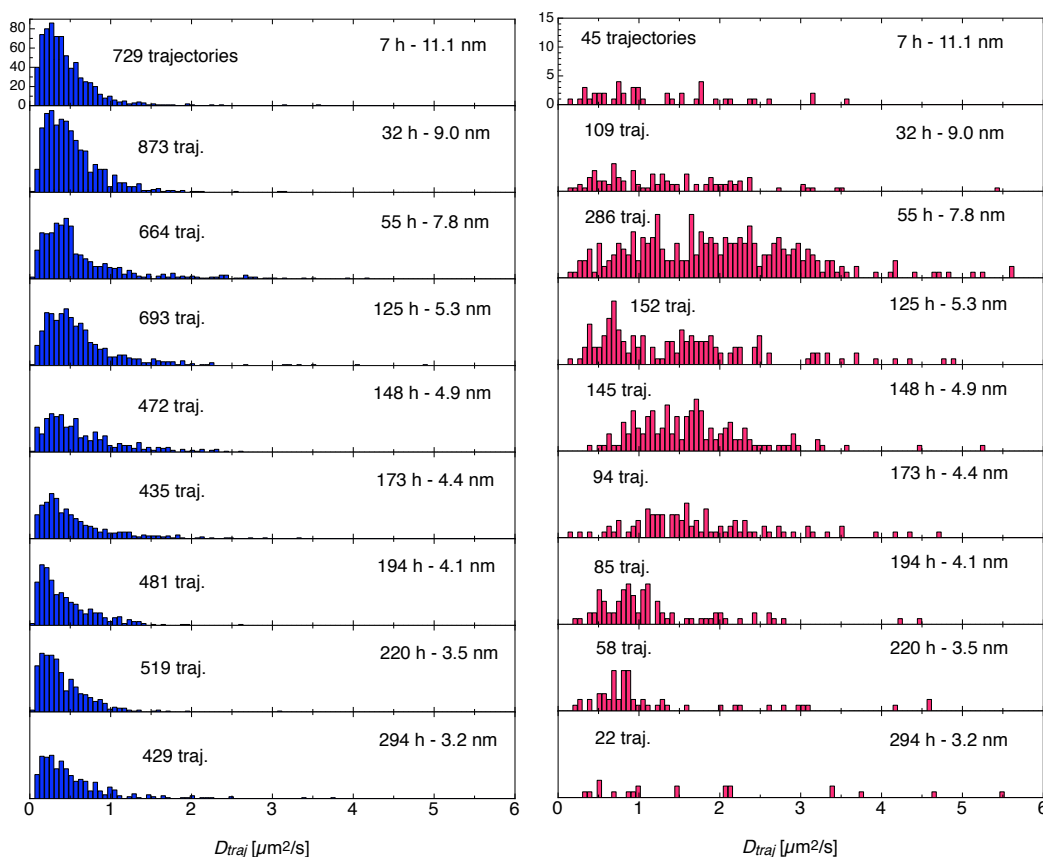 80
60
40
20
0
729 trajectories
7 h - 11.1 nm
873 traj.
32 h - 9.0 nm
664 traj.
55 h - 7.8 nm
693 traj.
125 h - 5.3 nm
472 traj.
148 h - 4.9 nm
435 traj.
173 h - 4.4 nm
481 traj.
194 h - 4.1 nm
519 traj.
220 h - 3.5 nm
429 traj.
294 h - 3.2 nm
0 1 2 3 4 5 6
D_traj [µm²/s]
15
10
5
0
45 trajectories
7 h - 11.1 nm
109 traj.
32 h - 9.0 nm
286 traj.
55 h - 7.8 nm
152 traj.
125 h - 5.3 nm
145 traj.
148 h - 4.9 nm
94 traj.
173 h - 4.4 nm
85 traj.
194 h - 4.1 nm
58 traj.
220 h - 3.5 nm
22 traj.
294 h - 3.2 nm
0 1 2 3 4 5 6
D_traj [µm²/s]